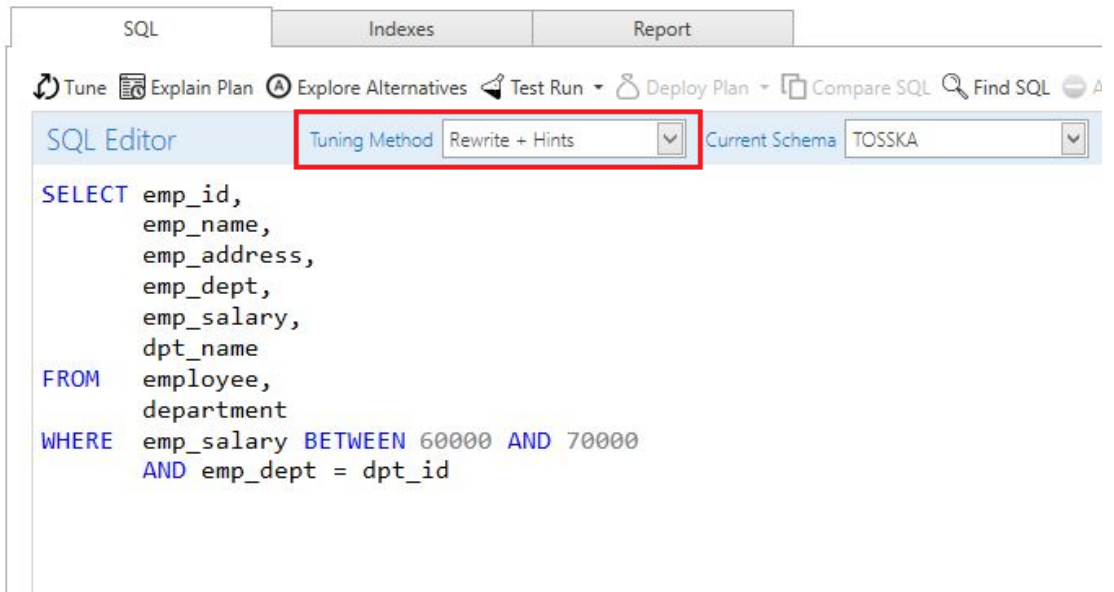 SQL Indexes Report
Tune Explain Plan Explore Alternatives Test Run Deploy Plan Compare SQL Find SQL A
SQL Editor Tuning Method Rewrite + Hints Current Schema TOSSKA
SELECT emp_id,
emp_name,
emp_address,
emp_dept,
emp_salary,
dpt_name
FROM employee,
department
WHERE emp_salary BETWEEN 60000 AND 70000
AND emp_dept = dpt_id